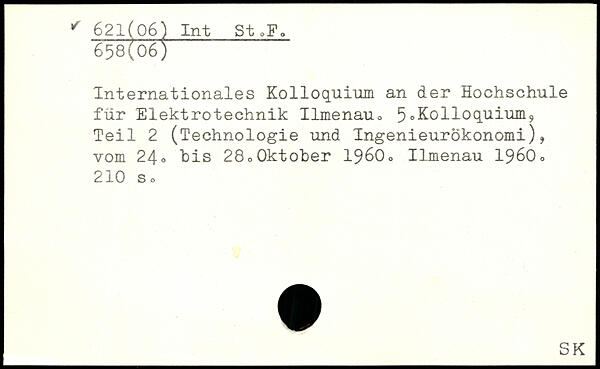 ✓ 621(06) Int St.F.
658(06)
Internationales Kolloquium an der Hochschule
für Elektrotechnik Ilmenau. 5.Kolloquium,
Teil 2 (Technologie und Ingenieurökonomi),
vom 24. bis 28.Oktober 1960. Ilmenau 1960.
210 s.
SK